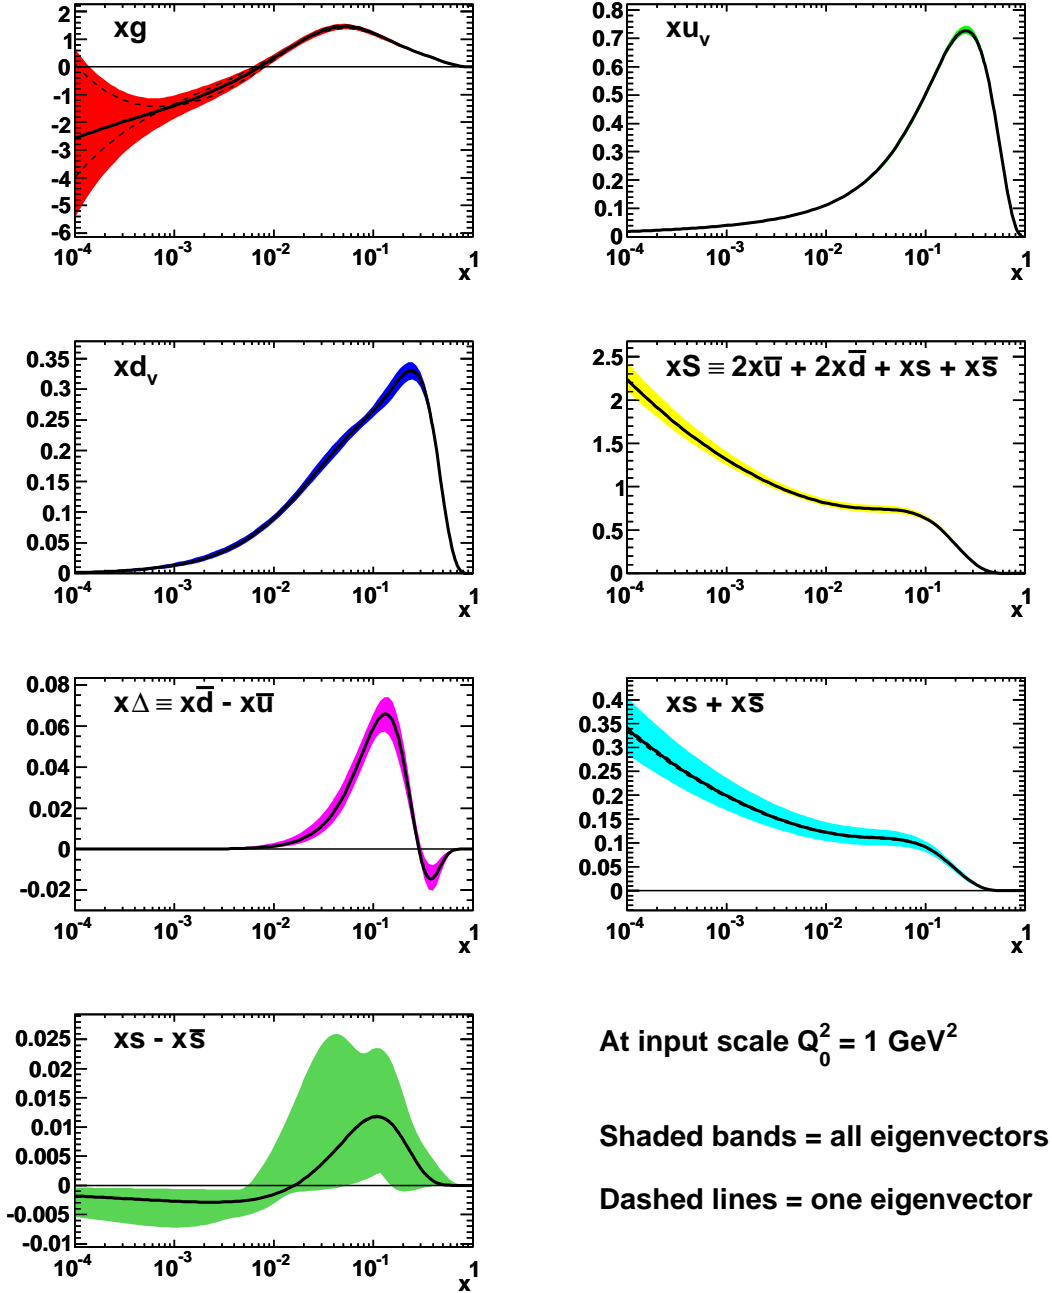 xg
2
1
0
-1
-2
-3
-4
-5
-6
10⁻⁴ 10⁻³ 10⁻² 10⁻¹ 1
x
xuᵥ
0.8
0.7
0.6
0.5
0.4
0.3
0.2
0.1
0
10⁻⁴ 10⁻³ 10⁻² 10⁻¹ 1
x
xdᵥ
0.35
0.3
0.25
0.2
0.15
0.1
0.05
0
10⁻⁴ 10⁻³ 10⁻² 10⁻¹ 1
x
xS ≡ 2xu̅ + 2xd̅ + xs + xs̅
2.5
2
1.5
1
0.5
0
10⁻⁴ 10⁻³ 10⁻² 10⁻¹ 1
x
xΔ ≡ xd̅ - xu̅
0.08
0.06
0.04
0.02
0
-0.02
10⁻⁴ 10⁻³ 10⁻² 10⁻¹ 1
x
xs + xs̅
0.4
0.35
0.3
0.25
0.2
0.15
0.1
0.05
0
10⁻⁴ 10⁻³ 10⁻² 10⁻¹ 1
x
xs - xs̅
0.025
0.02
0.015
0.01
0.005
0
-0.005
-0.01
10⁻⁴ 10⁻³ 10⁻² 10⁻¹ 1
x
At input scale Q₀² = 1 GeV²
Shaded bands = all eigenvectors
Dashed lines = one eigenvector